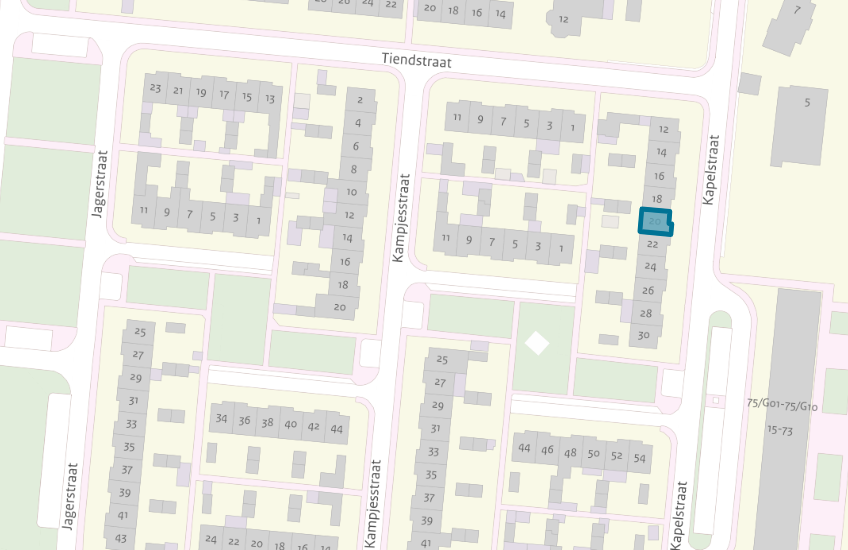 20 26 24 22
20 18 16 14
12
7
Tiendstraat
5
23 21 19 17 15 13
2
4
6
8
10
12
14
16
18
20
11 9 7 5 3 1
12
14
16
18
20
22
24
26
28
30
Kapelstraat
Jagerstraat
Kampjesstraat
11 9 7 5 3 1
11 9 7 5 3 1
25
27
29
31
33
35
37
39
41
43
25
27
29
31
33
35
37
39
41
34 36 38 40 42 44
44 46 48 50 52 54
75/G01-75/G10
15-73
Jagerstraat
Kampjesstraat
Kapelstraat
24 22 20 18 16 14